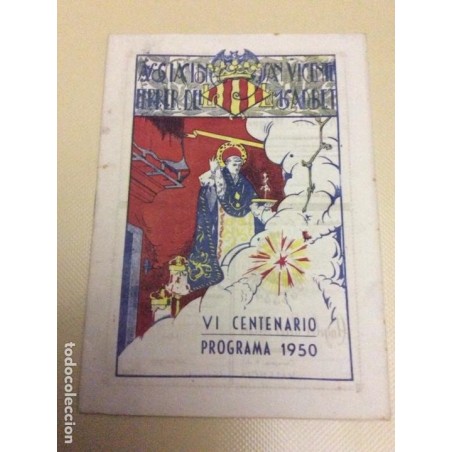 SAN VICENTE
FERRER DEL
VI CENTENARIO
PROGRAMA 1950
todocoleccion